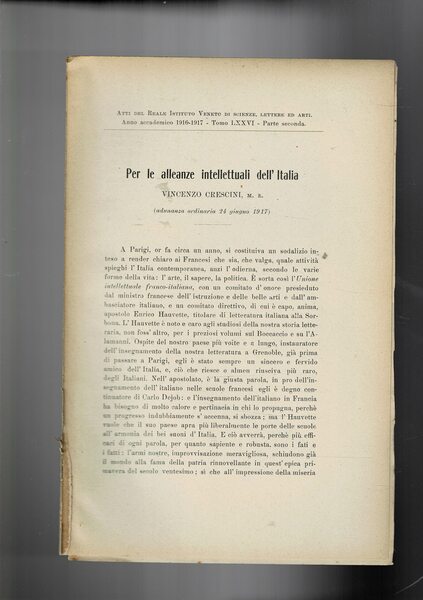 ATTI DEL REALE ISTITUTO VENETO DI SCIENZE, LETTERE ED ARTI.
Anno accademico 1916-1917 - Tomo LXXVI - Parte seconda.
Per le alleanze intellettuali dell'Italia
VINCENZO CRESCINI, M. E.
(adunanza ordinaria 24 giugno 1917)
A Parigi, or fa circa un anno, si costituiva un sodalizio in-
teso a render chiaro ai Francesi che sia, che valga, quale attività
spieghi l'Italia contemporanea, anzi l'odierna, secondo le varie
forme della vita: l'arte, il sapere, la politica. È sorta così l'Unione
intellettuale franco-italiana, con un comitato d'onore presieduto
dal ministro francese dell'istruzione e delle belle arti e dall'am-
basciatore italiano, e un comitato direttivo, di cui è capo, anima,
apostolo Enrico Hauvette, titolare di letteratura italiana alla Sor-
bona. L'Hauvette è noto e caro agli studiosi della nostra storia lette-
raria, non foss'altro, per i preziosi volumi sul Boccaccio e su l'A-
lamanni. Ospite del nostro paese più volte e a lungo, instauratore
dell'insegnamento della nostra letteratura a Grenoble, già prima
di passare a Parigi, egli è stato sempre un sincero e fervido
amico dell'Italia, e, ciò che riesce o almen riusciva più raro,
degli Italiani. Nell'apostolato, è la giusta parola, in pro dell'in-
segnamento dell'italiano nelle scuole francesi egli è degno con-
tinuatore di Carlo Dejob: e l'insegnamento dell'italiano in Francia
ha bisogno di molto calore e pertinacia in chi lo propugna, perchè
un progresso indubbiamente s'accenna, si sbozza; ma l'Hauvette
vuole che il suo paese apra più liberalmente le porte delle scuole
all'armonia dei bei suoni d'Italia. E ciò avverrà, perchè più effi-
cari di ogni parola, per quanto sapiente e robusta, sono i fatti e
i fatti: l'armi nostre, improvvisazione meravigliosa, schiudono già
il mondo alla fama della patria rinnovellante in quest'epica pri-
mavera del secolo ventesimo; sì che all'impressione della miseria